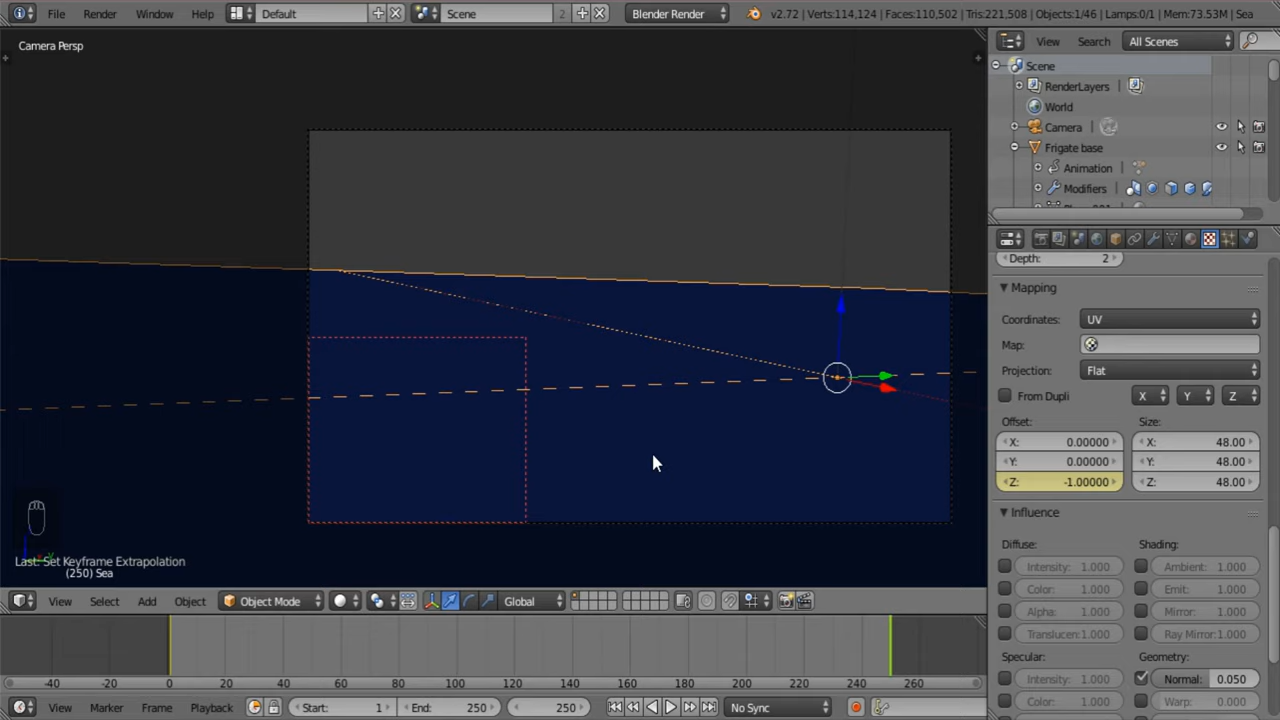 File Render Window Help Default Scene 2 Blender Render v2.72 | Verts:114,124 | Faces:110,502 | Tris:221,508 | Objects:1/46 | Lamps:0/1 | Mem:73.53M | Sea
Camera Persp
View Search All Scenes
Scene
RenderLayers
World
Camera
Frigate base
Animation
Modifiers
Depth: 2
Mapping
Coordinates: UV
Map:
Projection: Flat
From Dupli X Y Z
Offset: Size:
X: 0.00000 X: 48.00
Y: 0.00000 Y: 48.00
Z: -1.00000 Z: 48.00
Influence
Diffuse: Shading:
Intensity: 1.000 Ambient: 1.000
Color: 1.000 Emit: 1.000
Alpha: 1.000 Mirror: 1.000
Translucen: 1.000 Ray Mirror: 1.000
Specular: Geometry:
Intensity: 1.000 Normal: 0.050
Color: 1.000 Warp: 1.000
Last: Set Keyframe Extrapolation
(250) Sea
View Select Add Object Object Mode Global
-40 -20 0 20 40 60 80 100 120 140 160 180 200 220 240 260
View Marker Frame Playback Start: 1 End: 250 250 No Sync